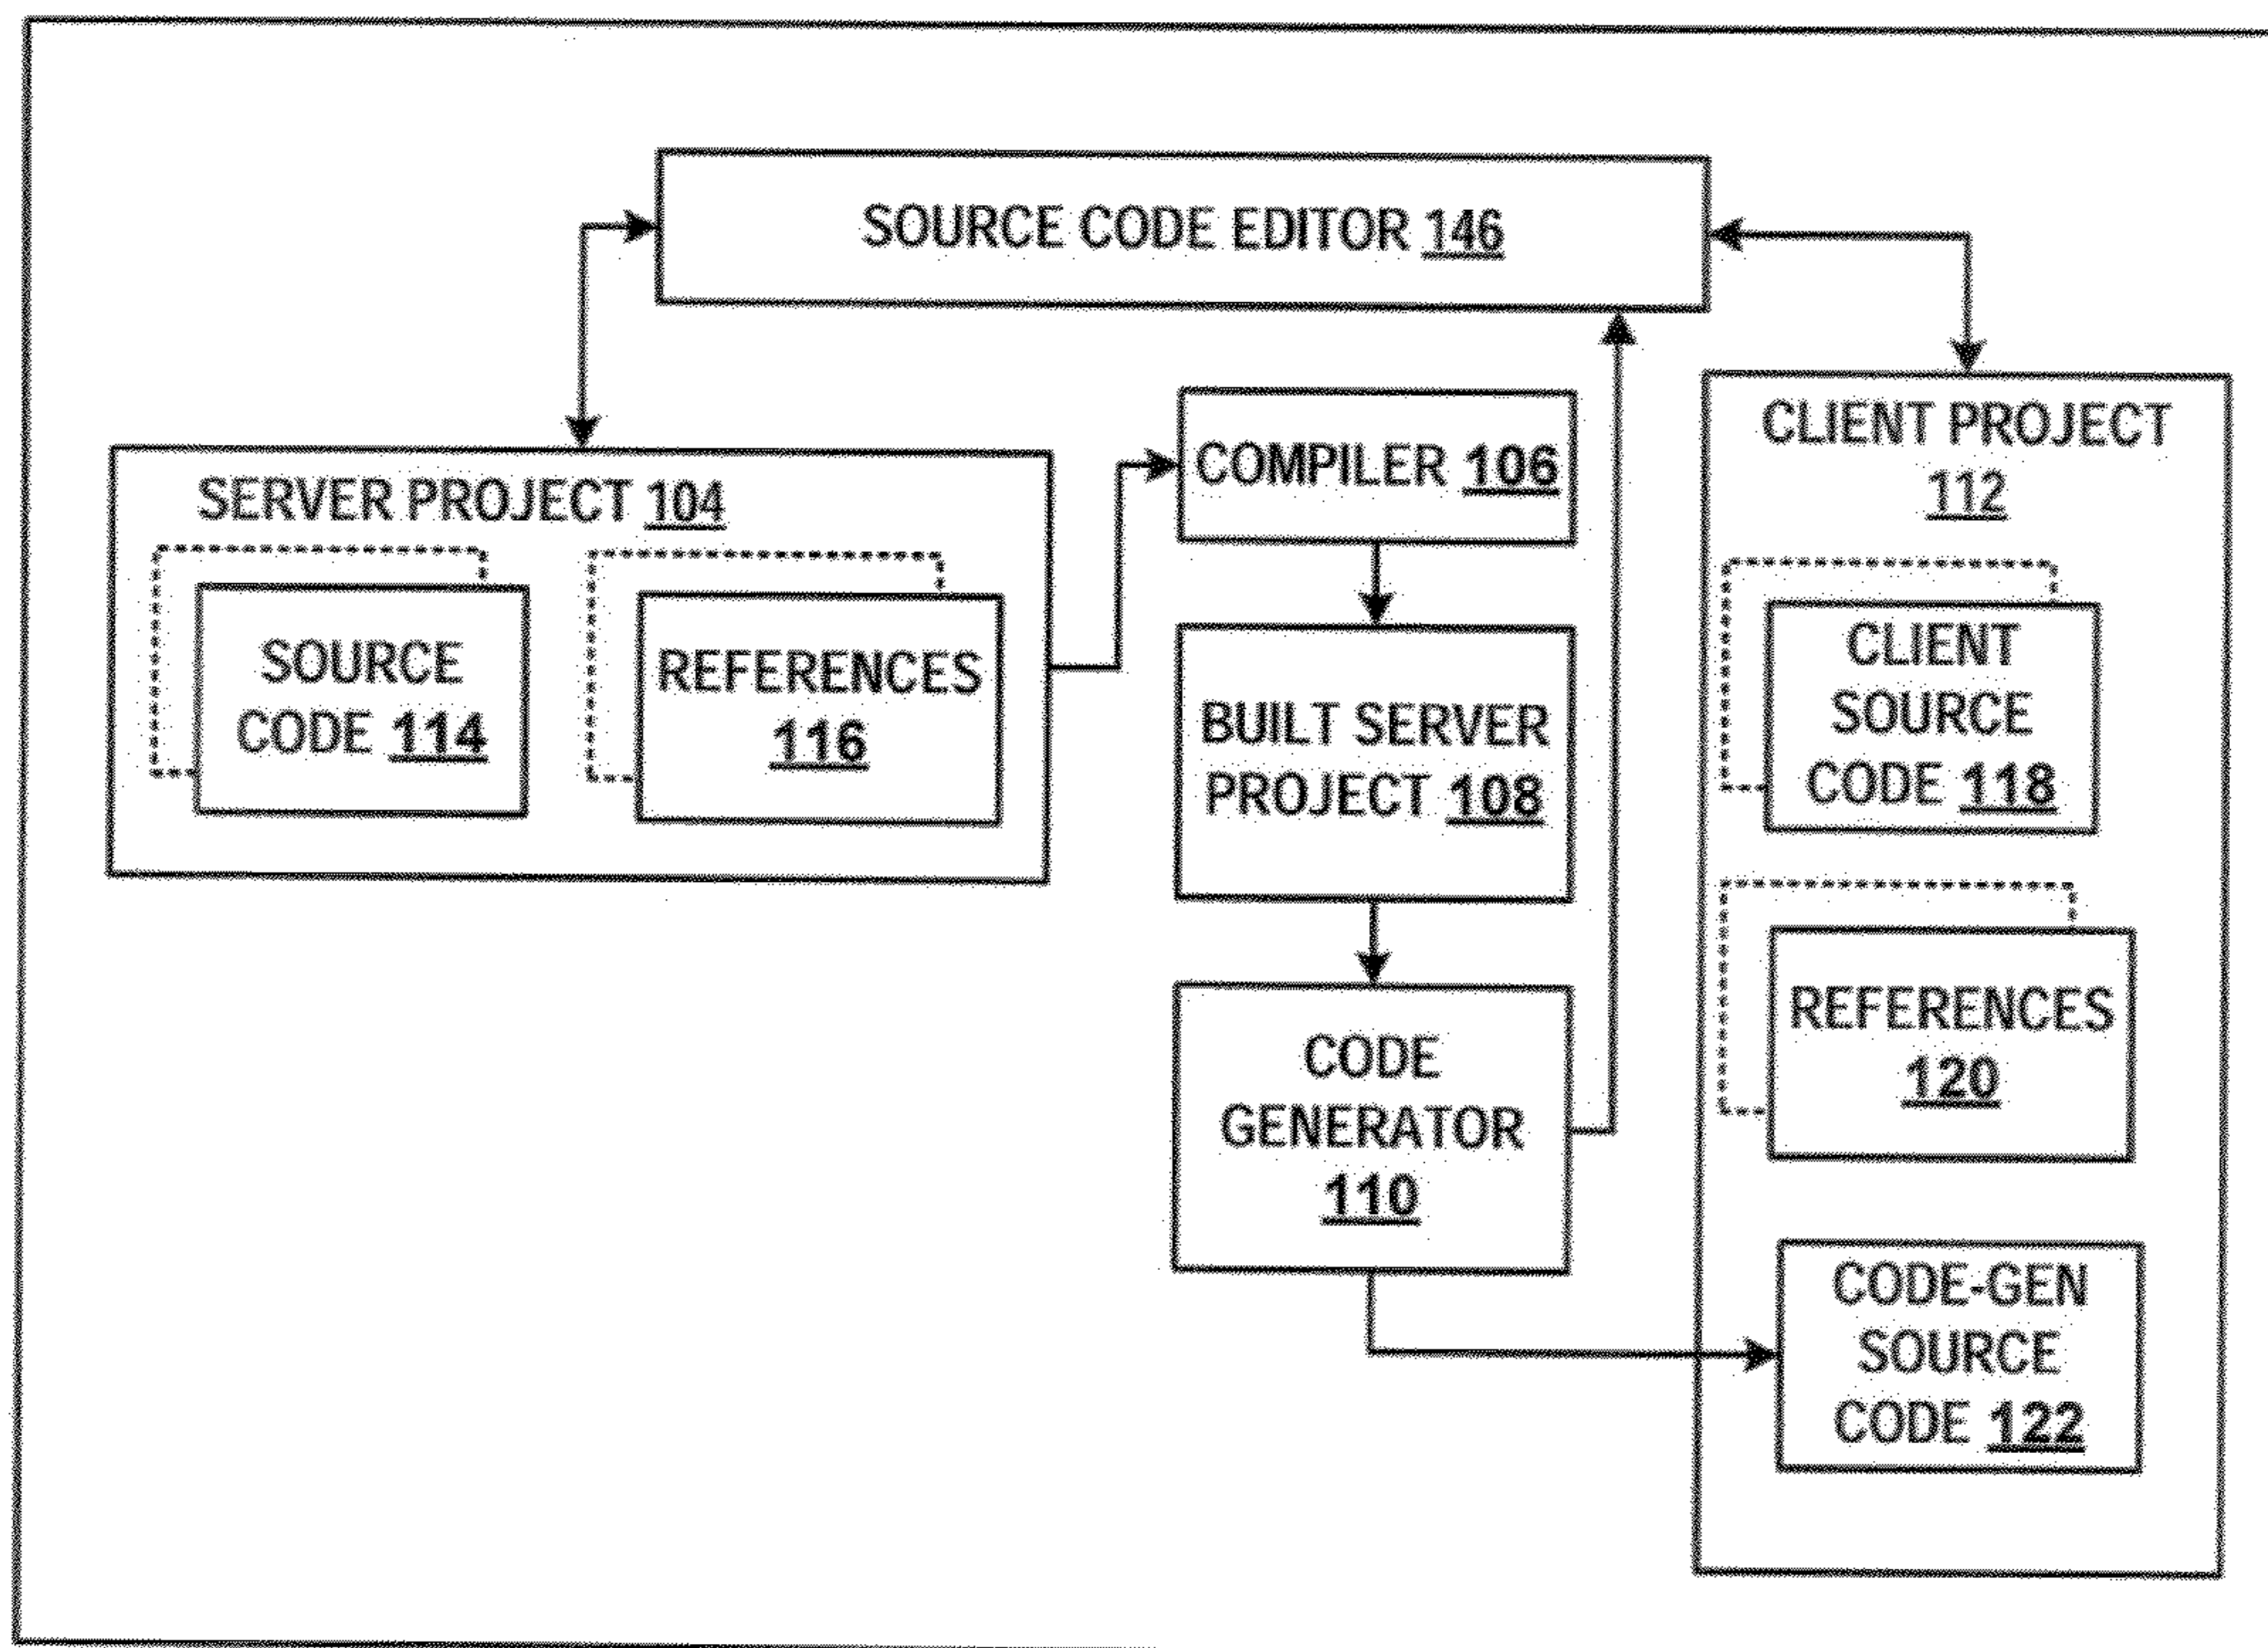 SOURCE CODE EDITOR 146
SERVER PROJECT 104
SOURCE
CODE 114
REFERENCES
116
COMPILER 106
BUILT SERVER
PROJECT 108
CODE
GENERATOR
110
CLIENT PROJECT
112
CLIENT
SOURCE
CODE 118
REFERENCES
120
CODE-GEN
SOURCE
CODE 122